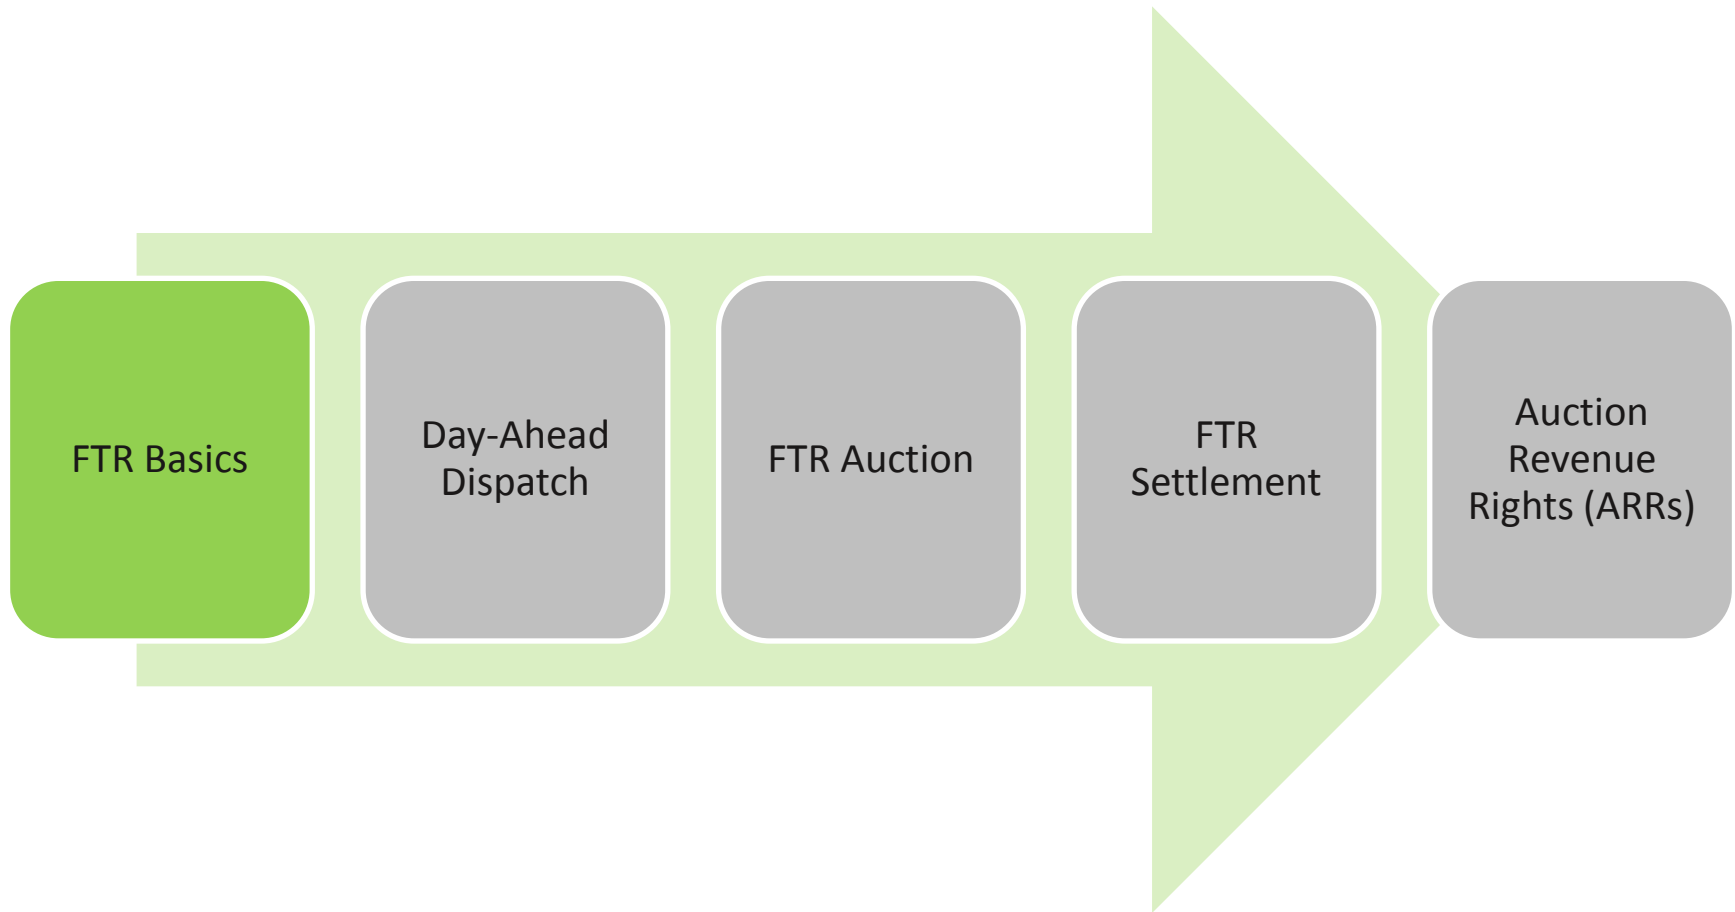 FTR Basics
Day-Ahead
Dispatch
FTR Auction
FTR
Settlement
Auction
Revenue
Rights (ARRs)